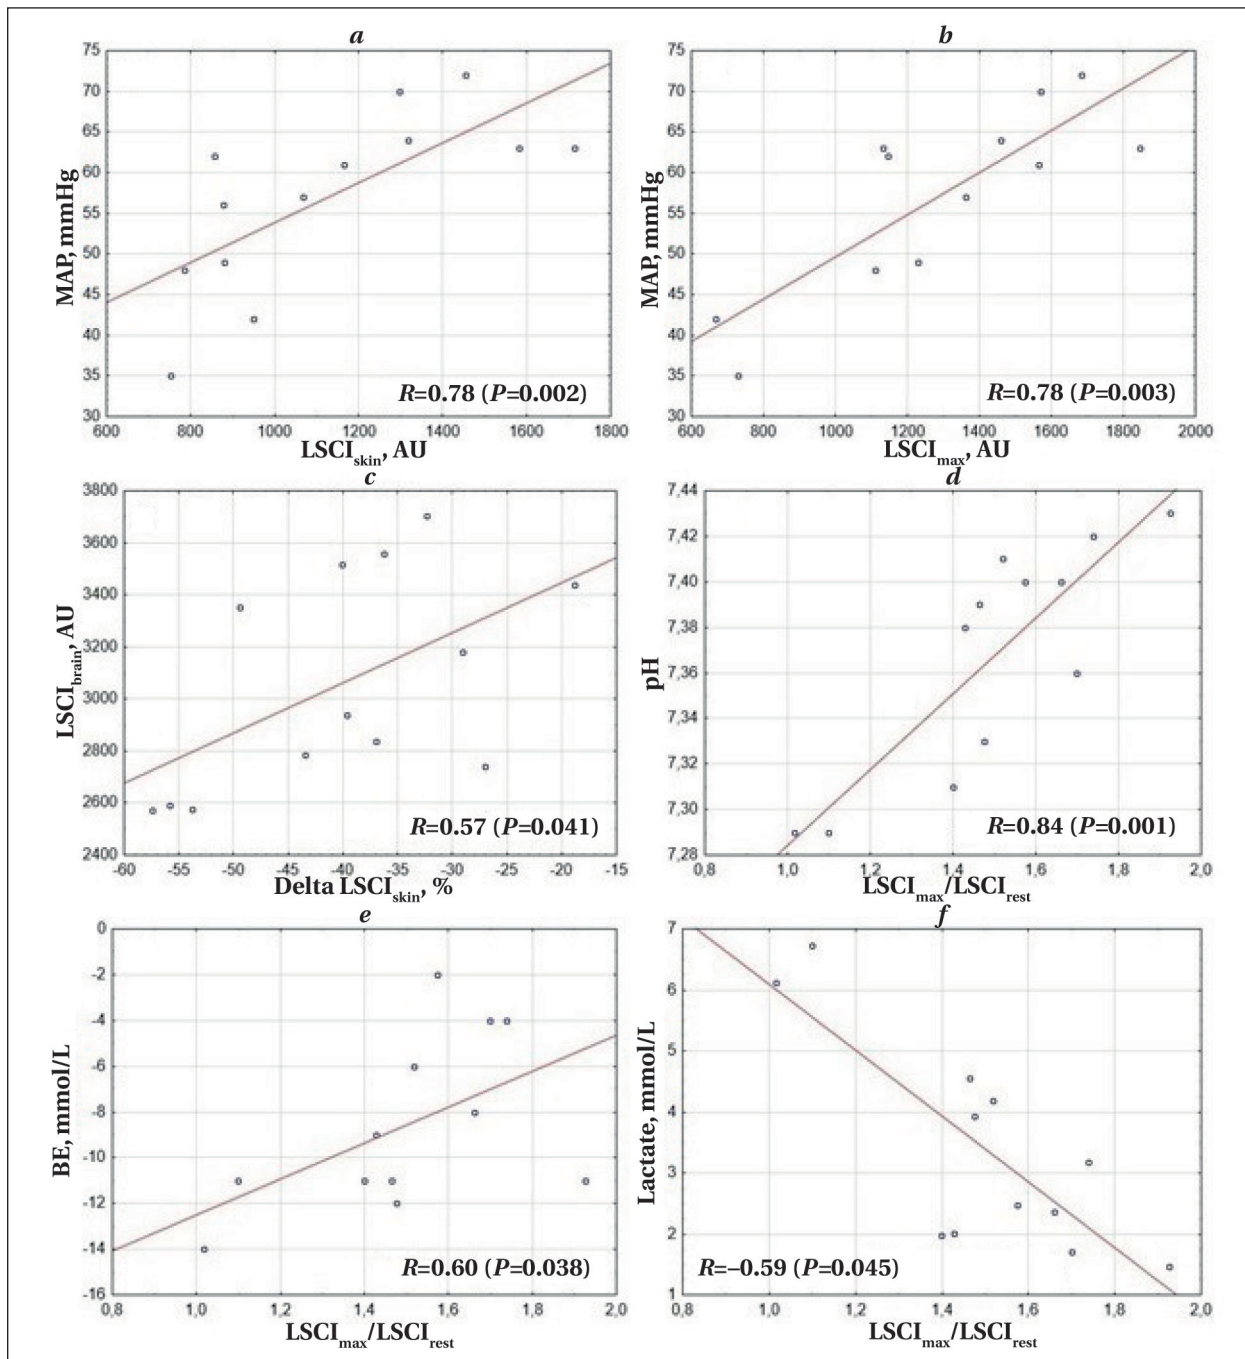 a
75
70
65
60
55
50
45
40
35
30
MAP, mmHg
R=0.78 (P=0.002)
600 800 1000 1200 1400 1600 1800
LSCIskin, AU
b
75
70
65
60
55
50
45
40
35
30
MAP, mmHg
R=0.78 (P=0.003)
600 800 1000 1200 1400 1600 1800 2000
LSCImax, AU
c
3800
3600
3400
3200
3000
2800
2600
2400
LSCIbrain, AU
R=0.57 (P=0.041)
-60 -55 -50 -45 -40 -35 -30 -25 -20 -15
Delta LSCIskin, %
d
7,44
7,42
7,40
7,38
7,36
7,34
7,32
7,30
7,28
pH
R=0.84 (P=0.001)
0,8 1,0 1,2 1,4 1,6 1,8 2,0
LSCImax/LSCIrest
e
0
-2
-4
-6
-8
-10
-12
-14
-16
BE, mmol/L
R=0.60 (P=0.038)
0,8 1,0 1,2 1,4 1,6 1,8 2,0
LSCImax/LSCIrest
f
7
6
5
4
3
2
1
Lactate, mmol/L
R=–0.59 (P=0.045)
0,8 1,0 1,2 1,4 1,6 1,8 2,0
LSCImax/LSCIrest